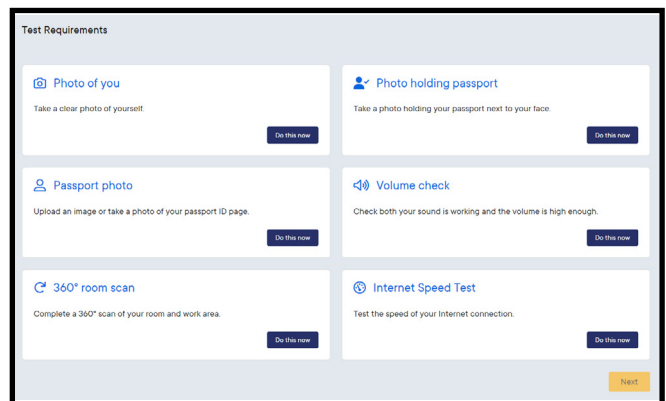 Test Requirements
Photo of you
Take a clear photo of yourself.
Do this now
Photo holding passport
Take a photo holding your passport next to your face.
Do this now
Passport photo
Upload an image or take a photo of your passport ID page.
Do this now
Volume check
Check both your sound is working and the volume is high enough.
Do this now
360° room scan
Complete a 360° scan of your room and work area.
Do this now
Internet Speed Test
Test the speed of your Internet connection.
Do this now
Next